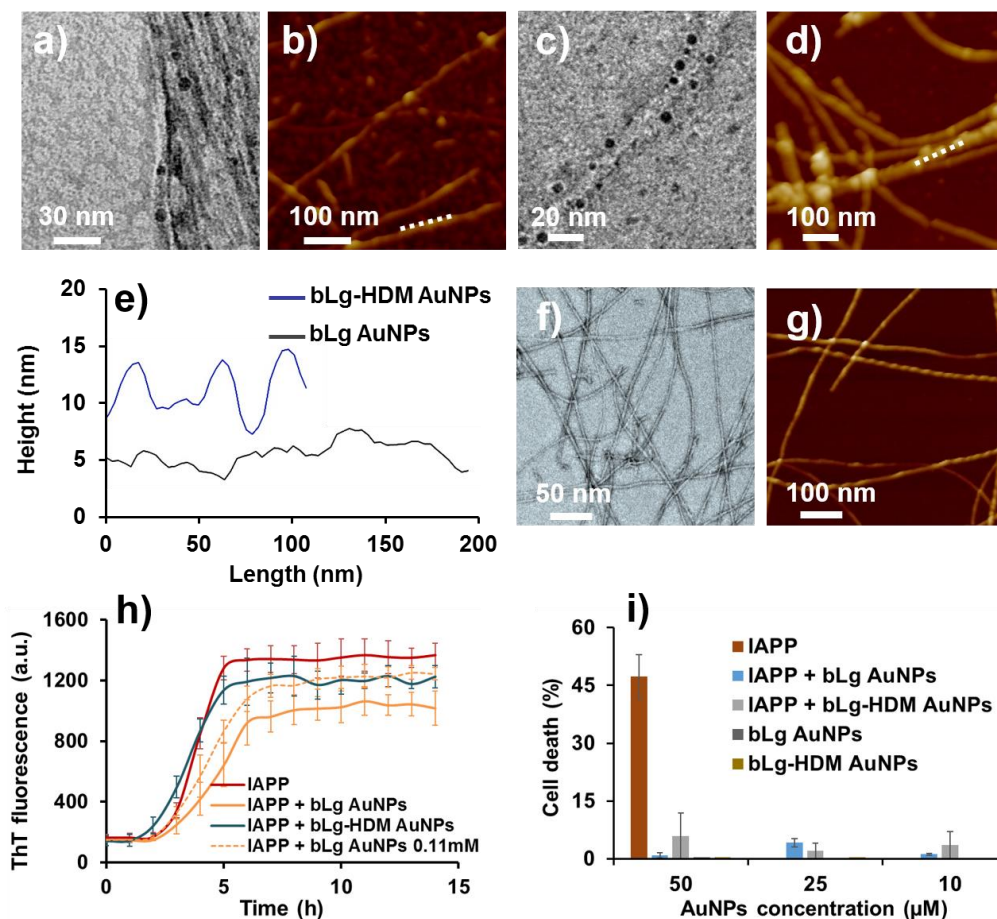 a)
30 nm
b)
100 nm
c)
20 nm
d)
100 nm
e)
20
15
10
5
0
Height (nm)
bLg-HDM AuNPs
bLg AuNPs
0
50
100
150
200
Length (nm)
f)
50 nm
g)
100 nm
h)
1600
1200
800
400
0
ThT fluorescence (a.u.)
IAPP
IAPP + bLg AuNPs
IAPP + bLg-HDM AuNPs
IAPP + bLg AuNPs 0.11mM
0
5
10
15
Time (h)
i)
60
45
30
15
0
Cell death (%)
IAPP
IAPP + bLg AuNPs
IAPP + bLg-HDM AuNPs
bLg AuNPs
bLg-HDM AuNPs
50
25
10
AuNPs concentration (µM)